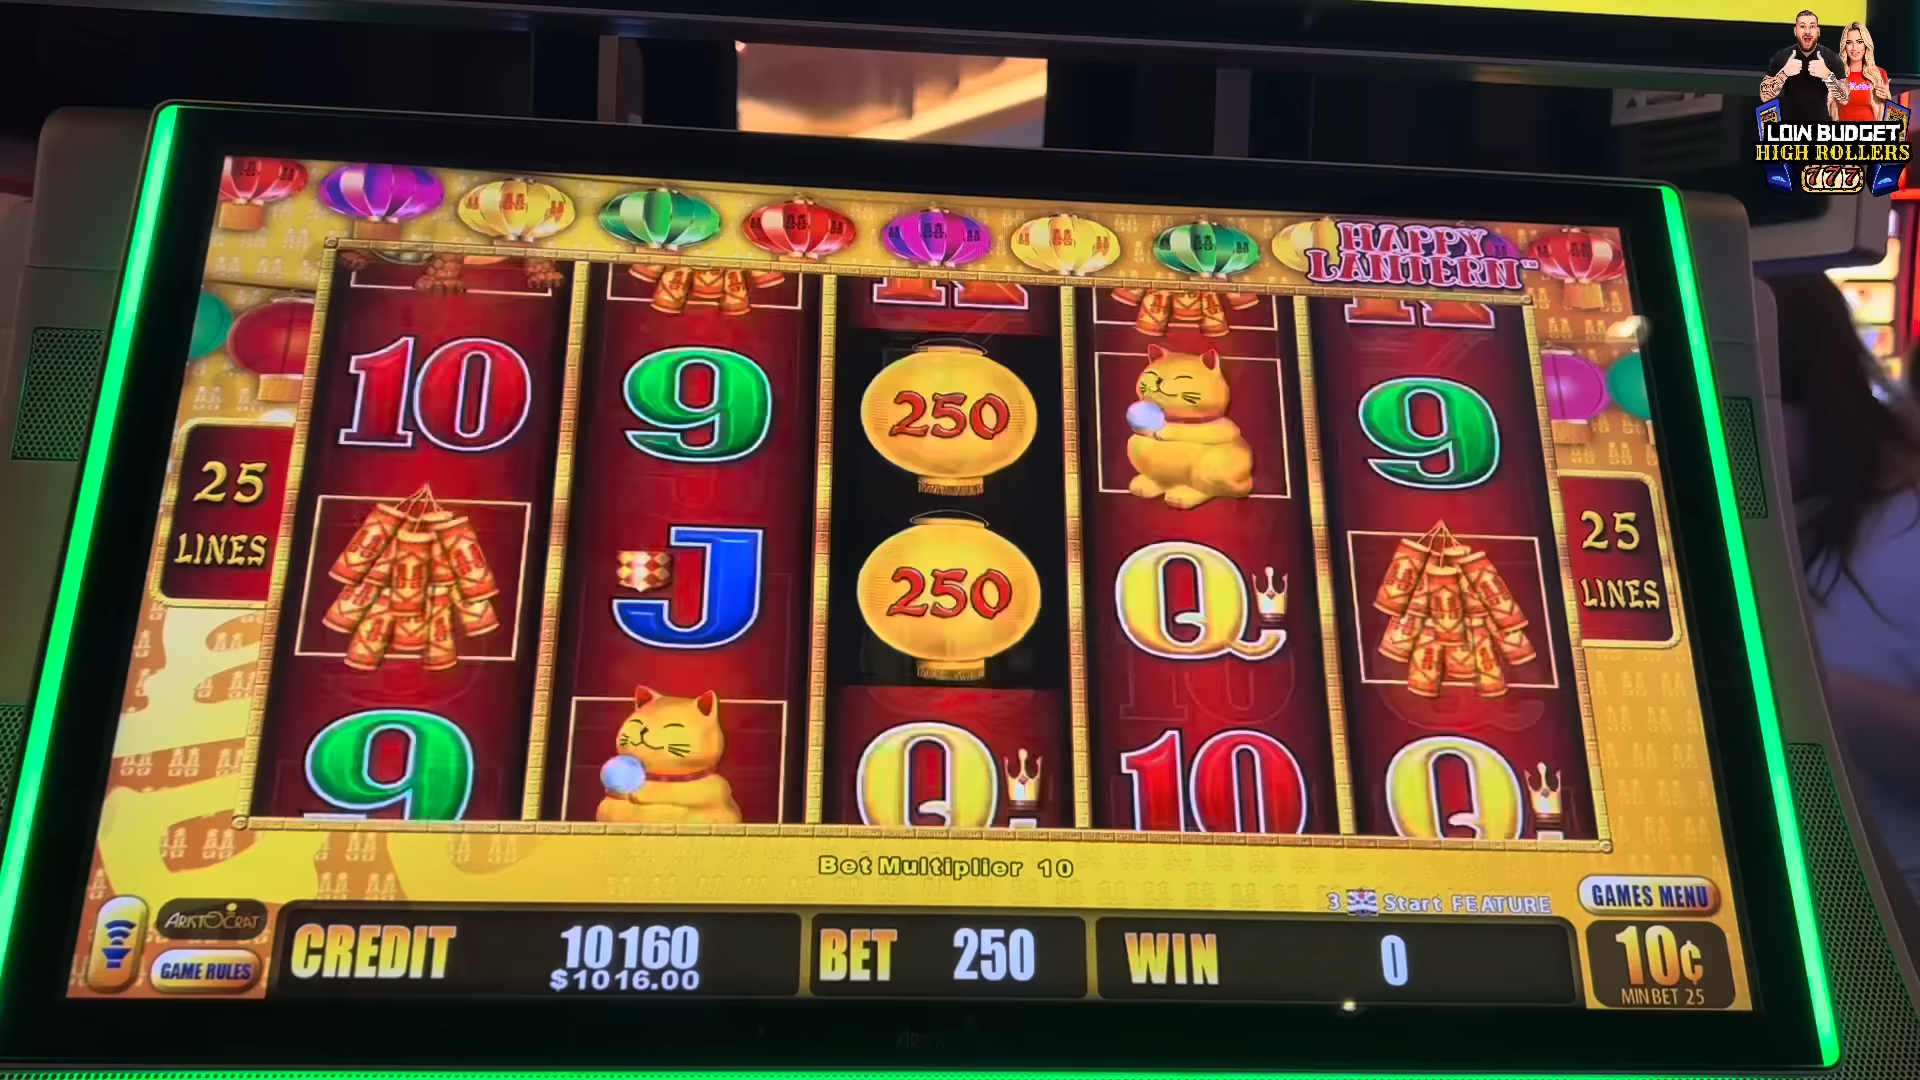 LOW BUDGET
HIGH ROLLERS
777
HAPPY
LANTERN™
10
9
250
9
25
LINES
J
250
Q
25
LINES
9
Q
10
Q
Bet Multiplier 10
3 Start FEATURE
GAMES MENU
ARISTOCRAT
GAME RULES
CREDIT
10160
$1016.00
BET
250
WIN
0
10¢
MIN BET 25